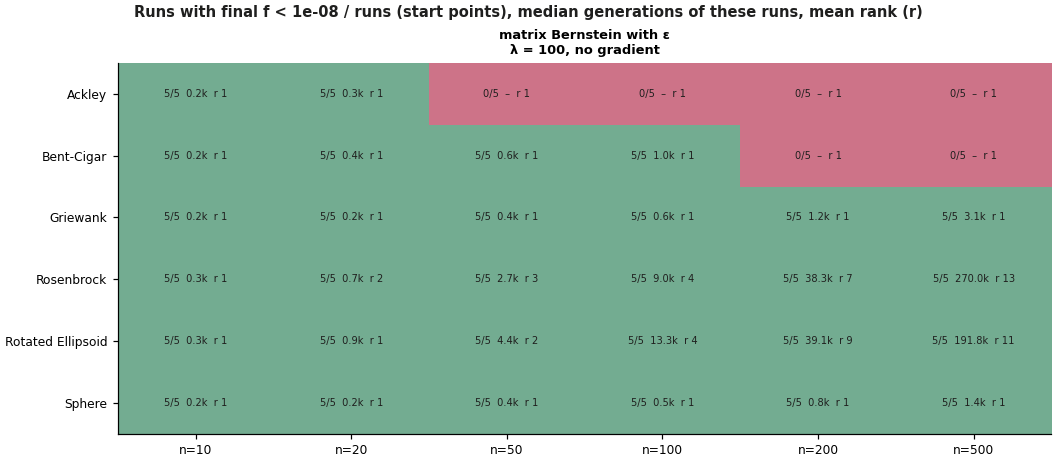 Runs with final f < 1e-08 / runs (start points), median generations of these runs, mean rank (r)
matrix Bernstein with ε
λ = 100, no gradient
Ackley 5/5 0.2k r 1 5/5 0.3k r 1 0/5 – r 1 0/5 – r 1 0/5 – r 1 0/5 – r 1
Bent-Cigar 5/5 0.2k r 1 5/5 0.4k r 1 5/5 0.6k r 1 5/5 1.0k r 1 0/5 – r 1 0/5 – r 1
Griewank 5/5 0.2k r 1 5/5 0.2k r 1 5/5 0.4k r 1 5/5 0.6k r 1 5/5 1.2k r 1 5/5 3.1k r 1
Rosenbrock 5/5 0.3k r 1 5/5 0.7k r 2 5/5 2.7k r 3 5/5 9.0k r 4 5/5 38.3k r 7 5/5 270.0k r 13
Rotated Ellipsoid 5/5 0.3k r 1 5/5 0.9k r 1 5/5 4.4k r 2 5/5 13.3k r 4 5/5 39.1k r 9 5/5 191.8k r 11
Sphere 5/5 0.2k r 1 5/5 0.2k r 1 5/5 0.4k r 1 5/5 0.5k r 1 5/5 0.8k r 1 5/5 1.4k r 1
n=10 n=20 n=50 n=100 n=200 n=500